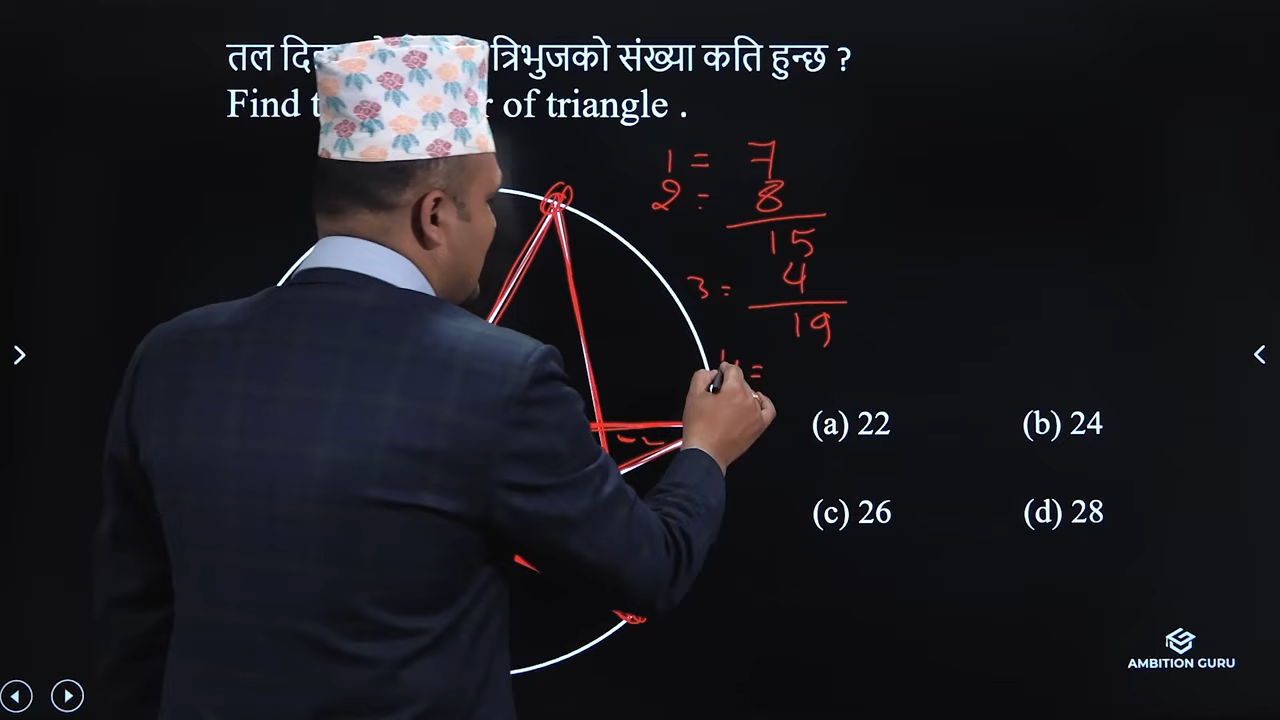 तल त्रिभुजको संख्या कति हुन्छ ?
Find of triangle .
1 = 7
2 = 8
15
3 = 4
19
4 =
(a) 22 (b) 24
(c) 26 (d) 28
AMBITION GURU